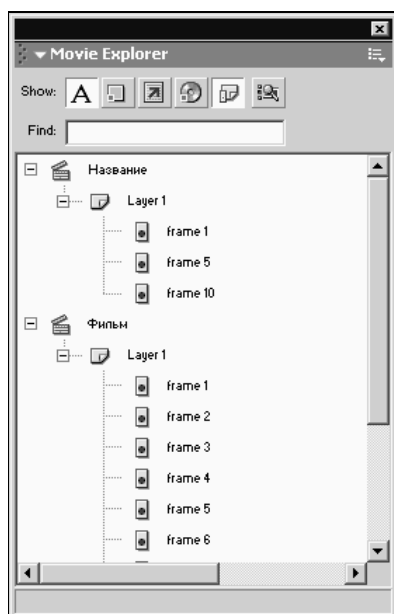 Movie Explorer
Show: A
Find:
Название
Layer 1
frame 1
frame 5
frame 10
Фильм
Layer 1
frame 1
frame 2
frame 3
frame 4
frame 5
frame 6